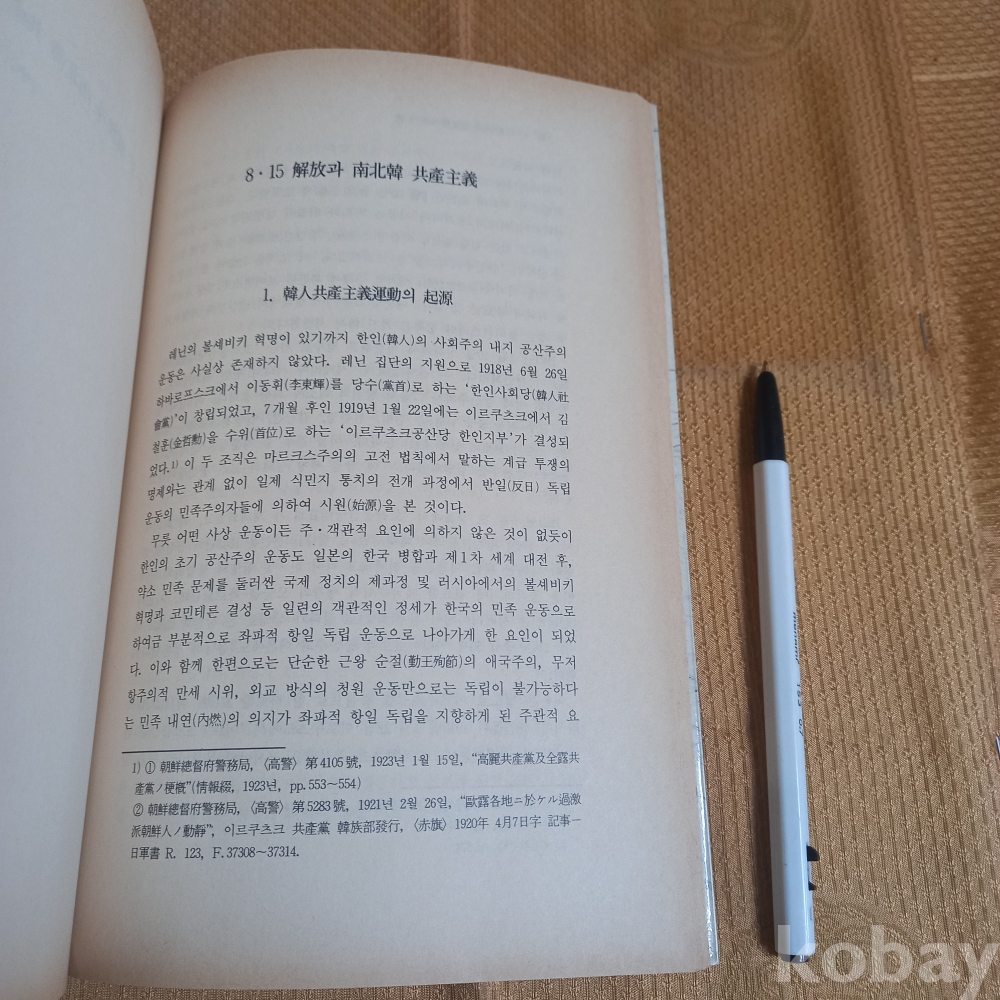 8·15 解放과 南北韓 共産主義
1. 韓人共産主義運動의 起源
레닌의 볼셰비키 혁명이 있기까지 한인(韓人)의 사회주의 내지 공산주의
운동은 사실상 존재하지 않았다. 레닌 집단의 지원으로 1918년 6월 26일
하바로프스크에서 이동휘(李東輝)를 당수(黨首)로 하는 ‘한인사회당(韓人社
會黨)’이 창립되었고, 7개월 후인 1919년 1월 22일에는 이르쿠츠크에서 김
철훈(金哲勳)을 수위(首位)로 하는 ‘이르쿠츠크공산당 한인지부’가 결성되
었다.1) 이 두 조직은 마르크스주의의 고전 법칙에서 말하는 계급 투쟁의
명제와는 관계 없이 일제 식민지 통치의 전개 과정에서 반일(反日) 독립
운동의 민족주의자들에 의하여 시원(始源)을 본 것이다.
무릇 어떤 사상 운동이든 주·객관적 요인에 의하지 않은 것이 없듯이
한인의 초기 공산주의 운동도 일본의 한국 병합과 제1차 세계 대전 후,
약소 민족 문제를 둘러싼 국제 정치의 제과정 및 러시아에서의 볼셰비키
혁명과 코민테른 결성 등 일련의 객관적인 정세가 한국의 민족 운동으로
하여금 부분적으로 좌파적 항일 독립 운동으로 나아가게 한 요인이 되었
다. 이와 함께 한편으로는 단순한 근왕 순절(勤王殉節)의 애국주의, 무저
항주의적 만세 시위, 외교 방식의 청원 운동만으로는 독립이 불가능하다
는 민족 내연(內燃)의 의지가 좌파적 항일 독립을 지향하게 된 주관적 요
1) ① 朝鮮總督府警務局, 〈高警〉第4105號, 1923년 1월 15일, “高麗共産黨及全露共
産黨ノ梗概”(情報綴, 1923년, pp.553～554)
② 朝鮮總督府警務局, 〈高警〉第5283號, 1921년 2월 26일, “歐露各地ニ於ケル過激
派朝鮮人ノ動靜”, 이르쿠츠크 共産黨 韓族部發行, 〈赤旗〉1920年 4月7日字 記事―
日軍書 R. 123, F.37308～37314.
kobay